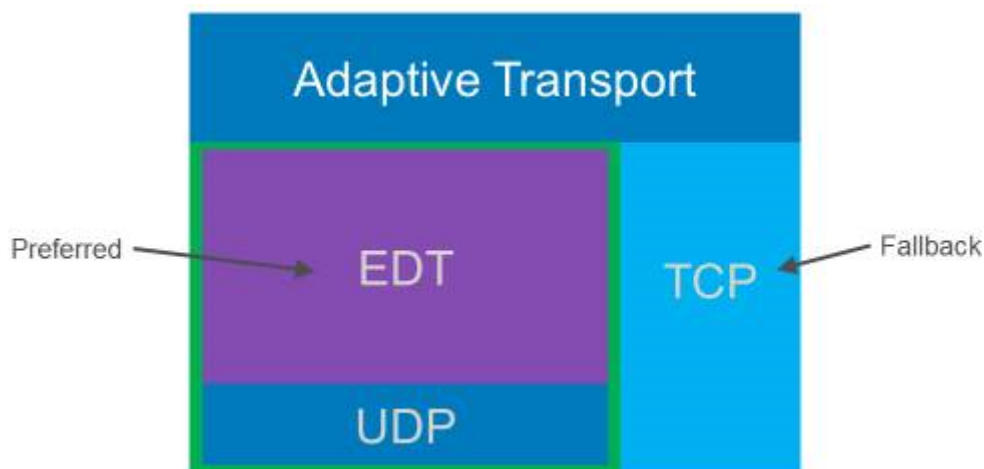 Adaptive Transport
Preferred
EDT
TCP
Fallback
UDP